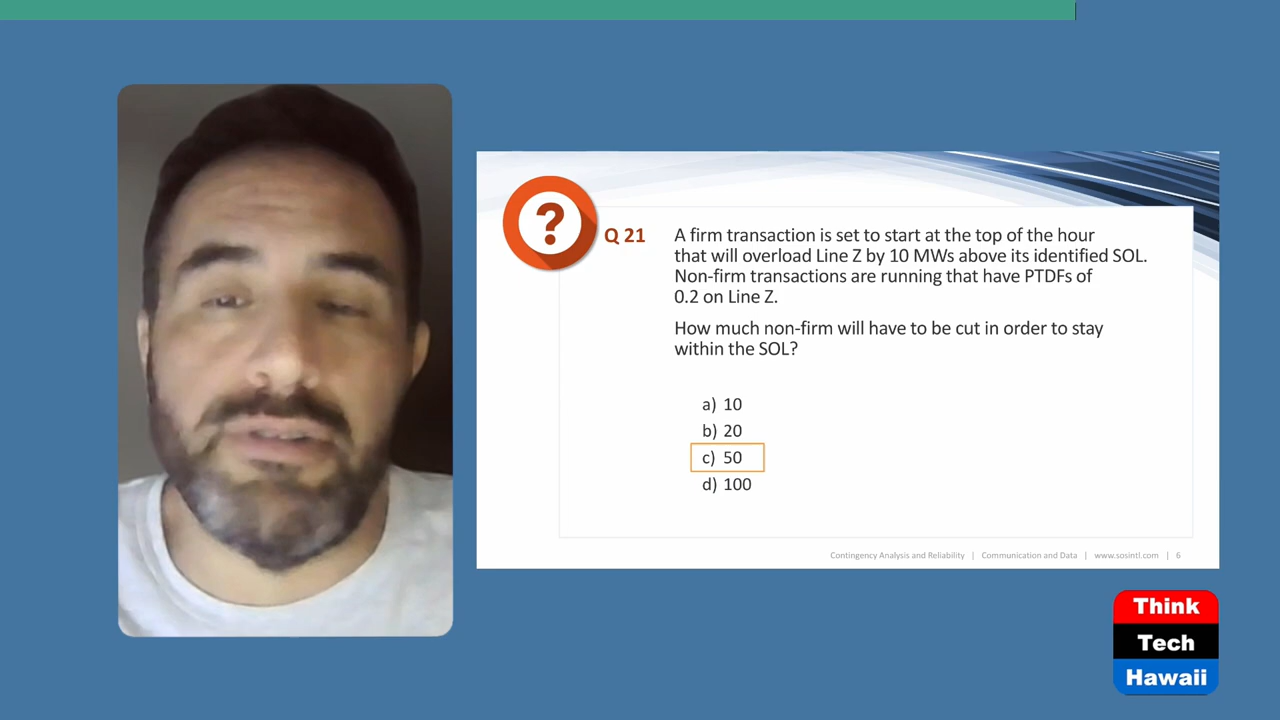 ?
Q 21
A firm transaction is set to start at the top of the hour
that will overload Line Z by 10 MWs above its identified SOL.
Non-firm transactions are running that have PTDFs of
0.2 on Line Z.
How much non-firm will have to be cut in order to stay
within the SOL?
a) 10
b) 20
c) 50
d) 100
Contingency Analysis and Reliability | Communication and Data | www.sosintl.com | 6
Think
Tech
Hawaii